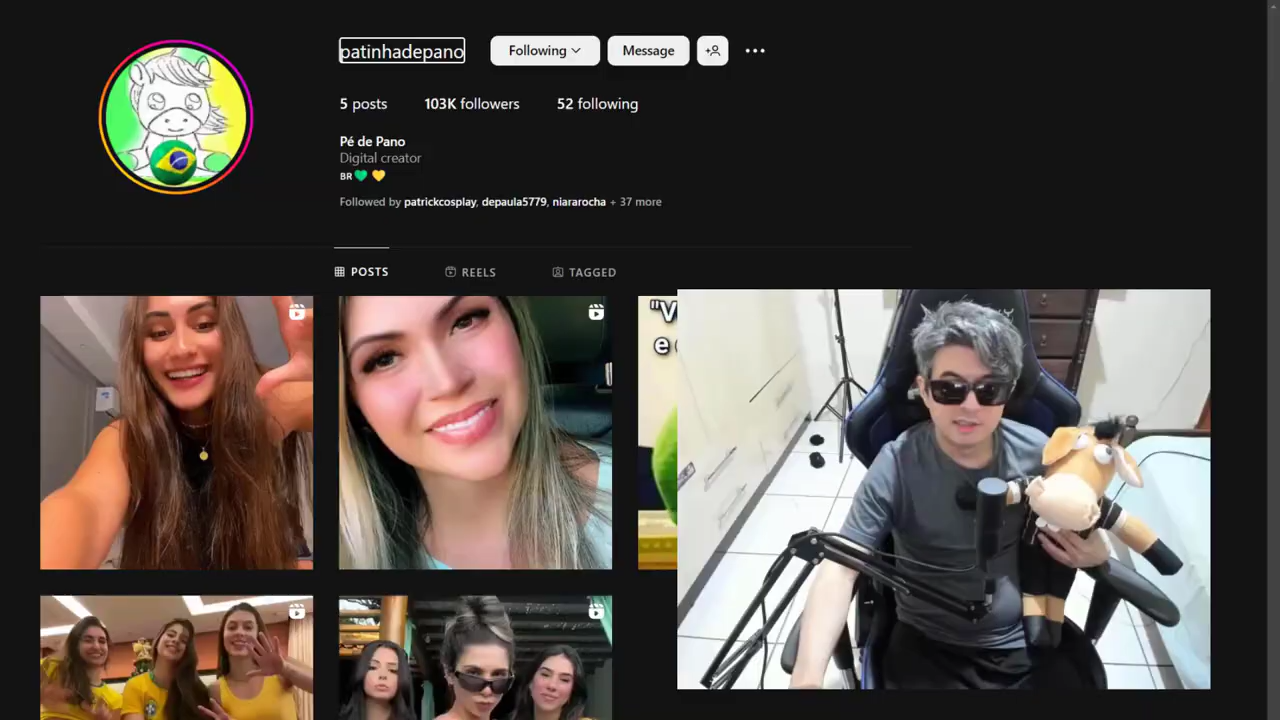 patinhadepano
Following
Message
5 posts
103K followers
52 following
Pé de Pano
Digital creator
BR💚 💛
Followed by patrickcosplay, depaula5779, niararocha + 37 more
POSTS
REELS
TAGGED
"V
e